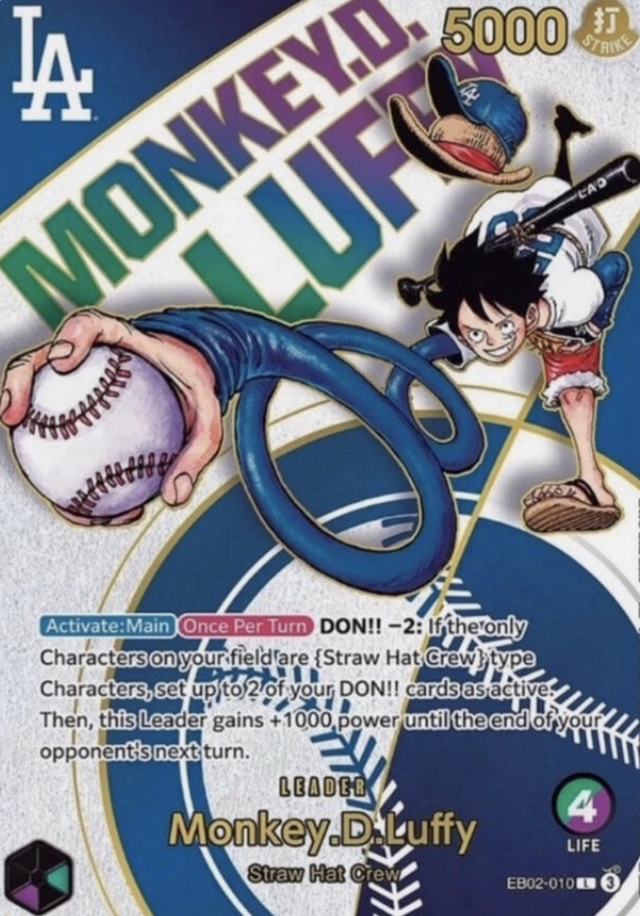 LA
5000
打
STRIKE
MONKEY.D.
LUFFY
LA
LAD
Activate:Main Once Per Turn DON!! −2: If the only
Characters on your field are {Straw Hat Crew} type
Characters, set up to 2 of your DON!! cards as active.
Then, this Leader gains +1000 power until the end of your
opponent's next turn.
LEADER
Monkey.D.Luffy
Straw Hat Crew
4
LIFE
EB02-010 L 3